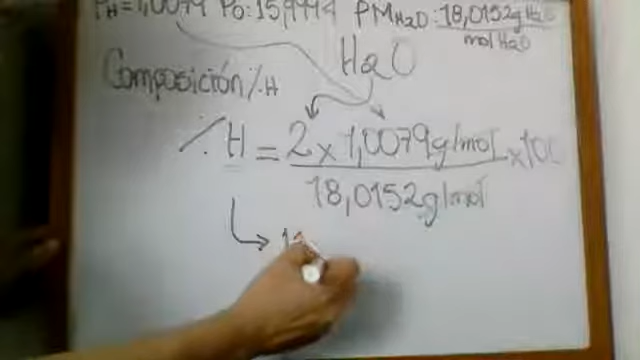 PH=1,0079 PO:15,9994 PMH2O:18,0152g H2O
mol H2O
H2O
Composición % H
% H = 2 x 1,0079g/mol x 100
18,0152g/mol